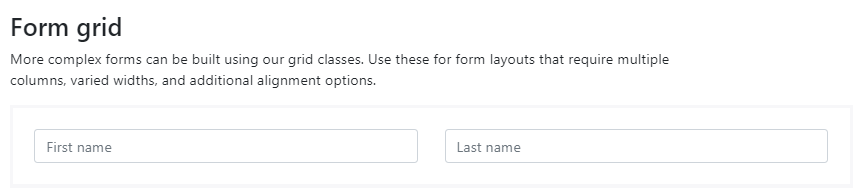 Form grid
More complex forms can be built using our grid classes. Use these for form layouts that require multiple
columns, varied widths, and additional alignment options.
First name
Last name